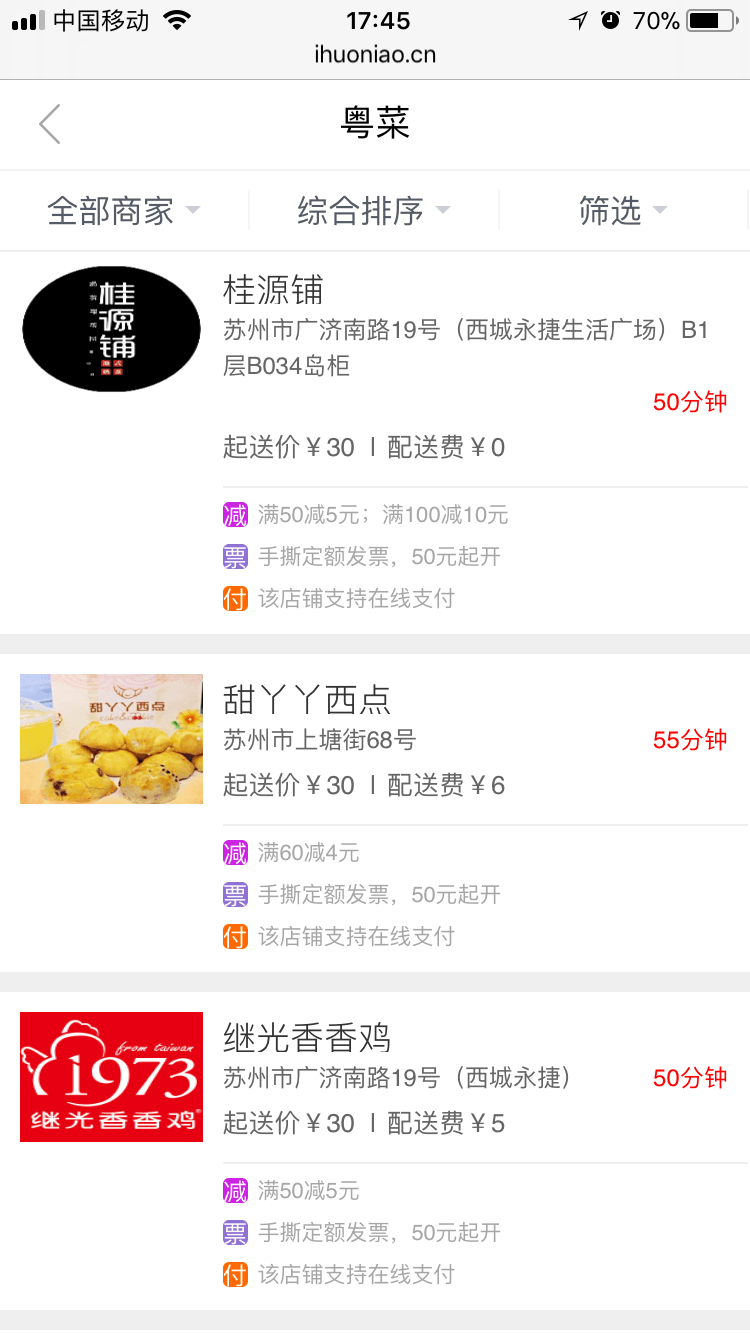 中国移动 17:45 70%
ihuoniao.cn
粤菜
全部商家 综合排序 筛选
桂源铺
桂源铺
苏州市广济南路19号（西城永捷生活广场）B1
层B034岛柜
50分钟
起送价￥30 | 配送费￥0
减 满50减5元；满100减10元
票 手撕定额发票，50元起开
付 该店铺支持在线支付
甜丫丫西点
甜丫丫西点
苏州市上塘街68号 55分钟
起送价￥30 | 配送费￥6
减 满60减4元
票 手撕定额发票，50元起开
付 该店铺支持在线支付
from taiwan
1973
继光香香鸡
继光香香鸡
苏州市广济南路19号（西城永捷） 50分钟
起送价￥30 | 配送费￥5
减 满50减5元
票 手撕定额发票，50元起开
付 该店铺支持在线支付